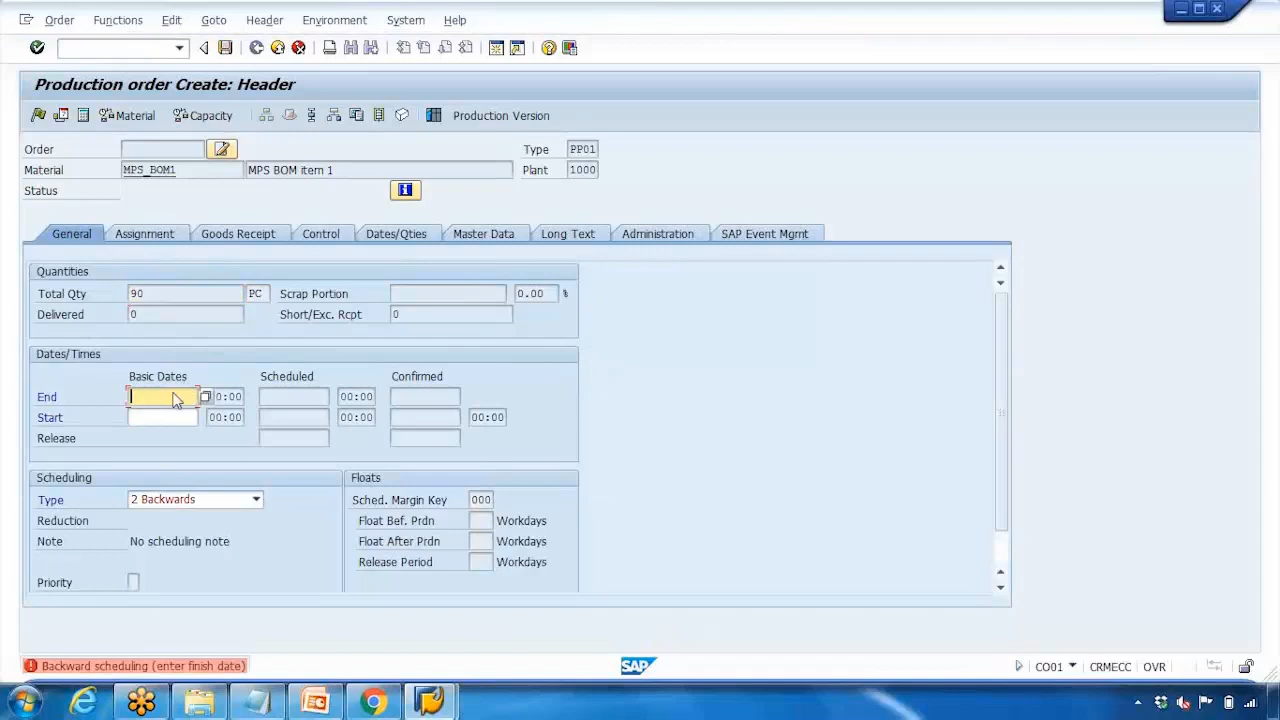 Order Functions Edit Goto Header Environment System Help
Production order Create: Header
Material Capacity Production Version
Order Type PP01
Material MPS_BOM1 MPS BOM item 1 Plant 1000
Status
General Assignment Goods Receipt Control Dates/Qties Master Data Long Text Administration SAP Event Mgmt
Quantities
Total Qty 90 PC Scrap Portion 0.00 %
Delivered 0 Short/Exc. Rcpt 0
Dates/Times
Basic Dates Scheduled Confirmed
End 0:00 00:00
Start 00:00 00:00 00:00
Release
Scheduling Floats
Type 2 Backwards Sched. Margin Key 000
Reduction Float Bef. Prdn Workdays
Note No scheduling note Float After Prdn Workdays
Release Period Workdays
Priority
Backward scheduling (enter finish date) SAP CO01 CRMECC OVR